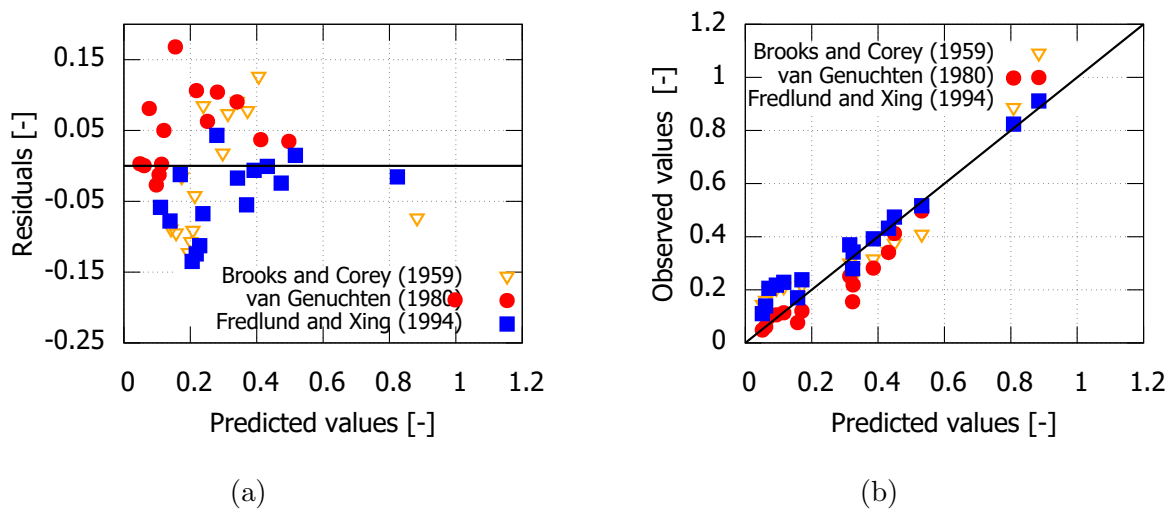 0.15
0.05
-0.05
-0.15
-0.25
Residuals [-]
Brooks and Corey (1959)
van Genuchten (1980)
Fredlund and Xing (1994)
0 0.2 0.4 0.6 0.8 1 1.2
Predicted values [-]
(a)
1.2
1
0.8
0.6
0.4
0.2
0
Observed values [-]
Brooks and Corey (1959)
van Genuchten (1980)
Fredlund and Xing (1994)
0 0.2 0.4 0.6 0.8 1 1.2
Predicted values [-]
(b)